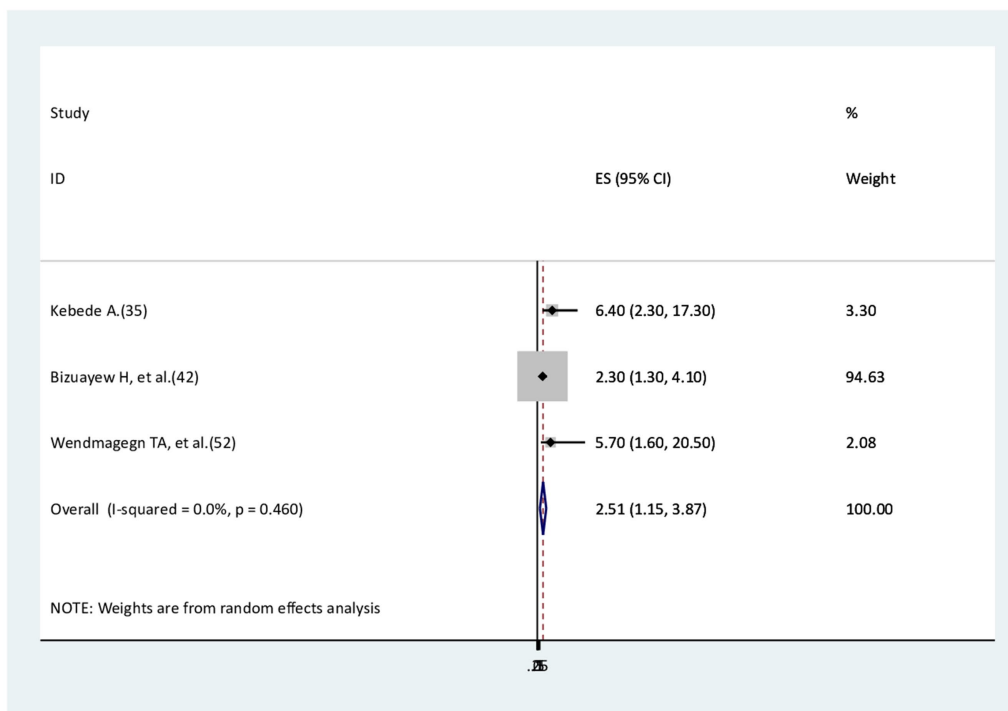 Study %
ID ES (95% CI) Weight
Kebede A.(35) 6.40 (2.30, 17.30) 3.30
Bizuayew H, et al.(42) 2.30 (1.30, 4.10) 94.63
Wendmagegn TA, et al.(52) 5.70 (1.60, 20.50) 2.08
Overall (I-squared = 0.0%, p = 0.460) 2.51 (1.15, 3.87) 100.00
NOTE: Weights are from random effects analysis